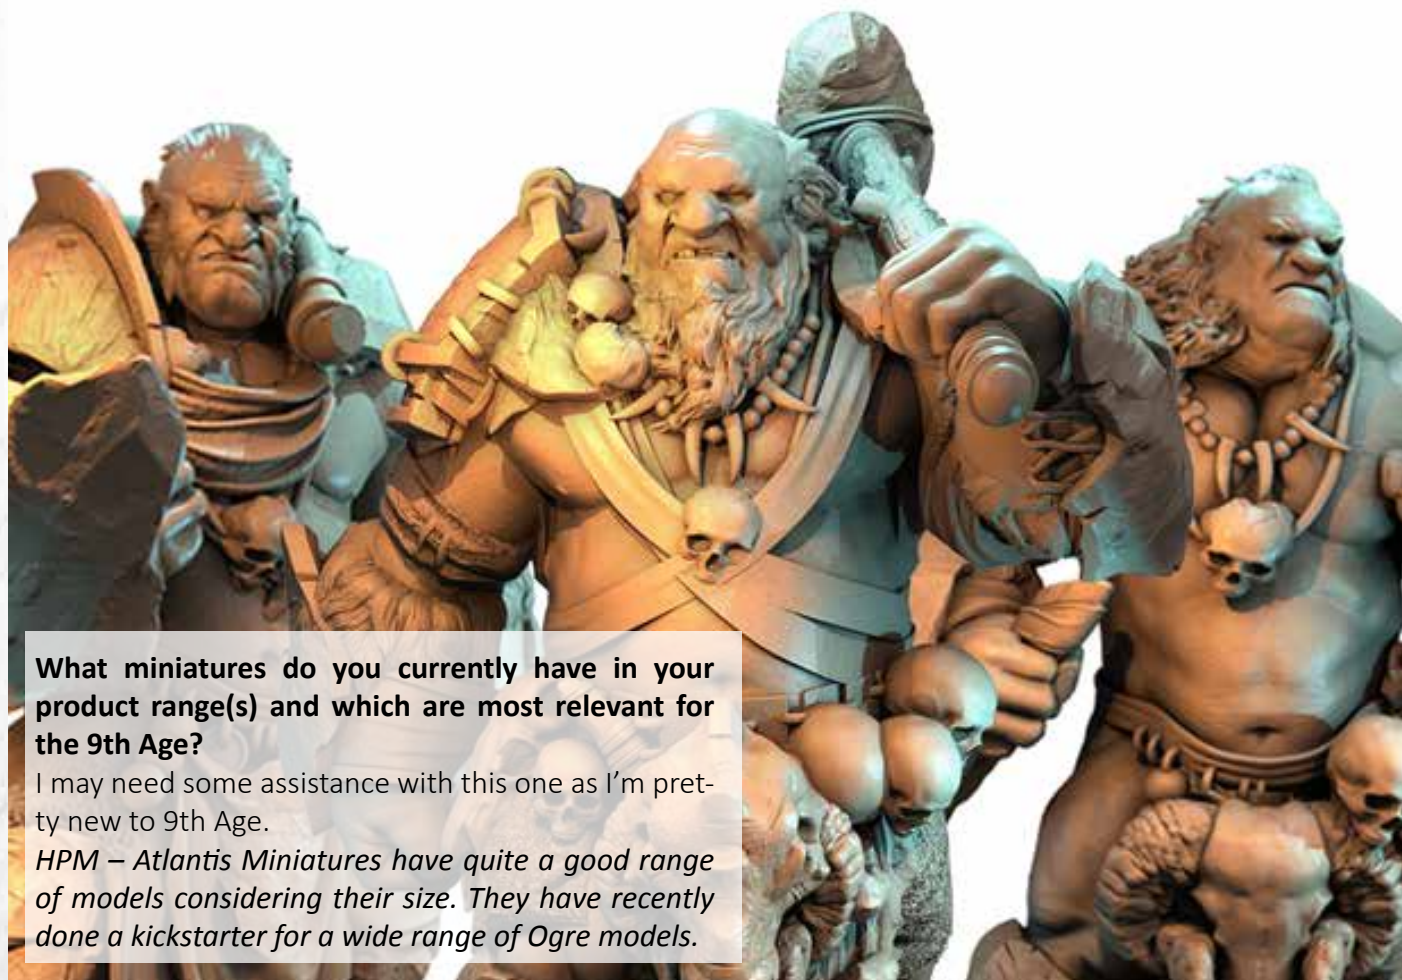 What miniatures do you currently have in your
product range(s) and which are most relevant for
the 9th Age?
I may need some assistance with this one as I'm pret-
ty new to 9th Age.
HPM – Atlantis Miniatures have quite a good range
of models considering their size. They have recently
done a kickstarter for a wide range of Ogre models.